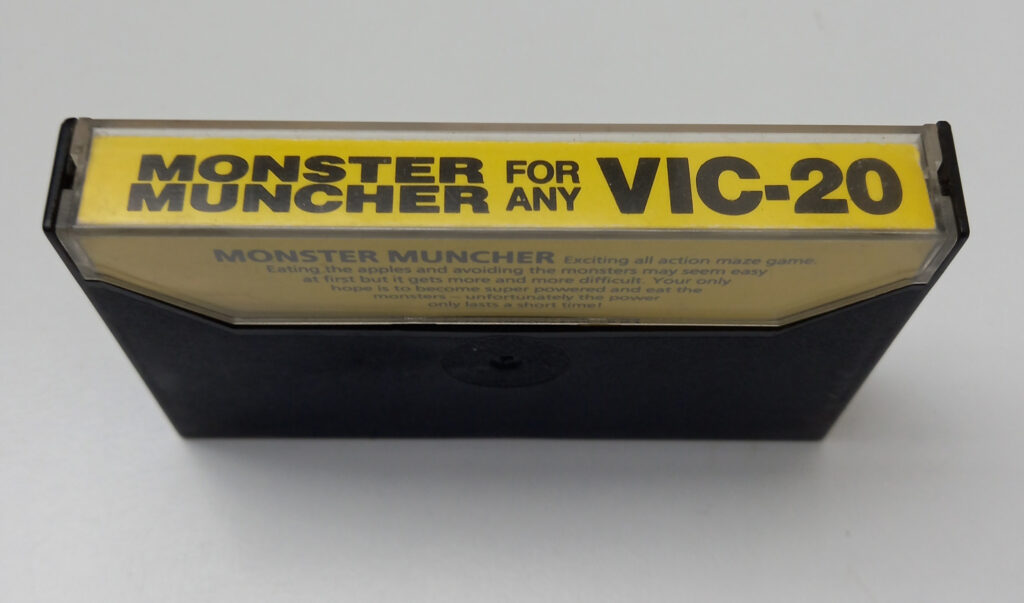 MONSTER MUNCHER FOR ANY VIC-20
MONSTER MUNCHER Exciting all action maze game.
Eating the apples and avoiding the monsters may seem easy
at first but it gets more and more difficult. Your only
hope is to become super powered and eat the
monsters – unfortunately the power
only lasts a short time!